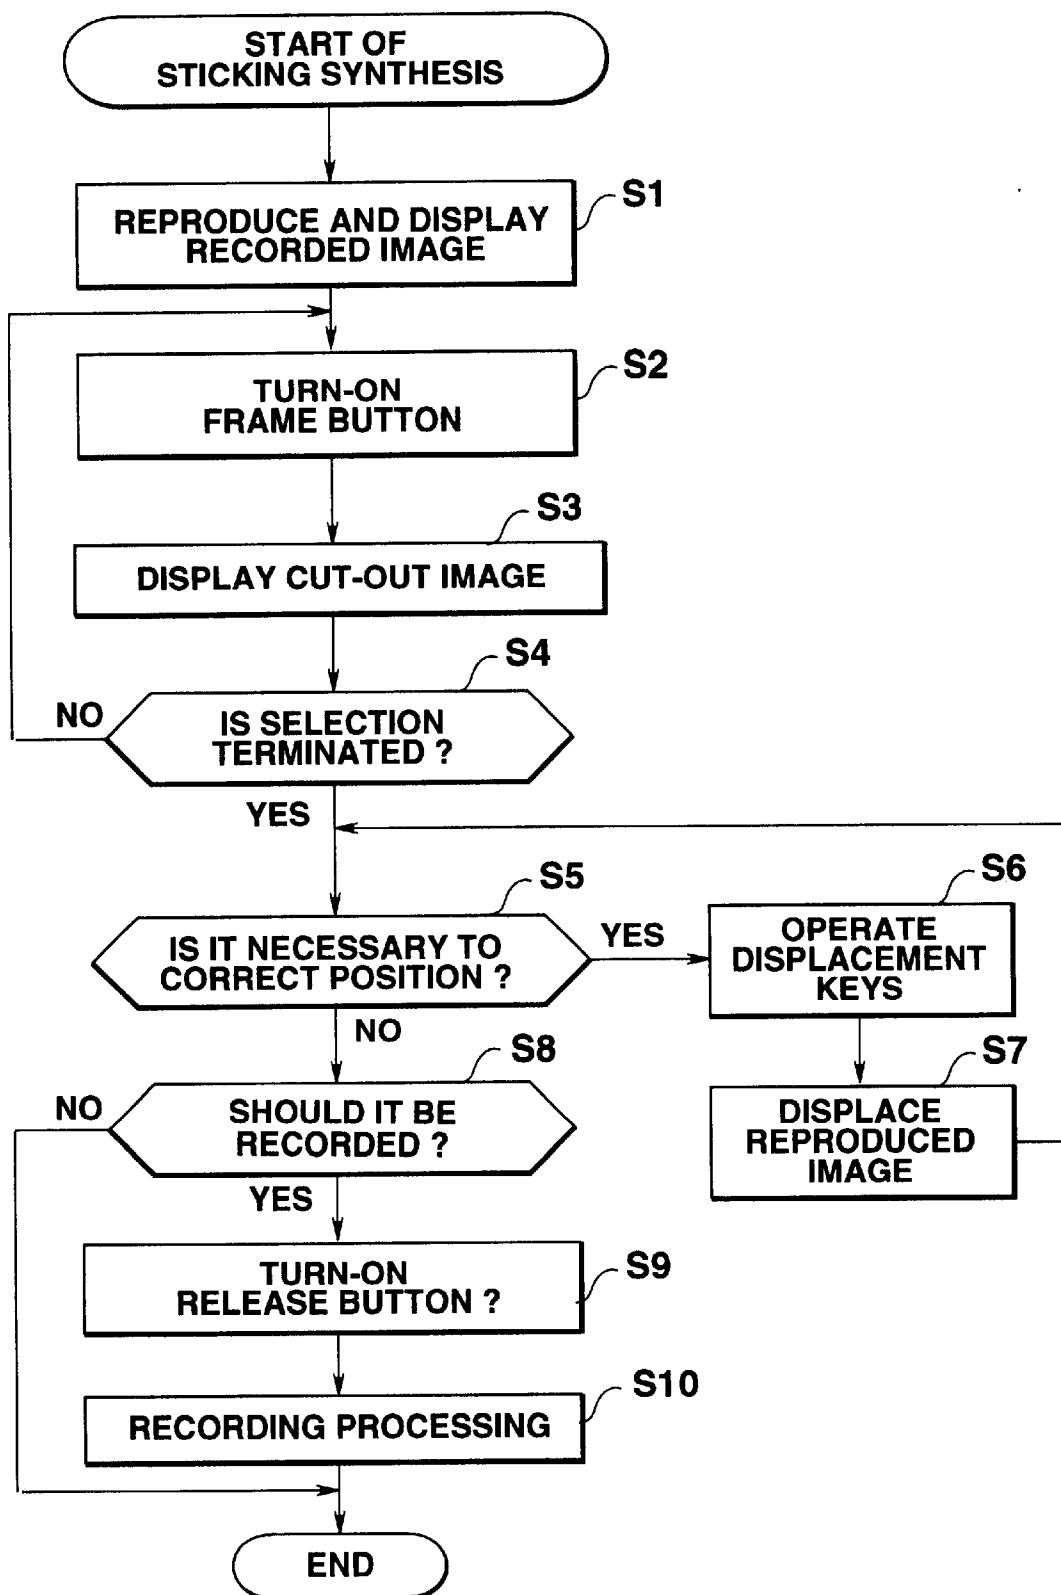 START OF
STICKING SYNTHESIS
S1
REPRODUCE AND DISPLAY
RECORDED IMAGE
S2
TURN-ON
FRAME BUTTON
S3
DISPLAY CUT-OUT IMAGE
S4
NO
IS SELECTION
TERMINATED ?
YES
S5
IS IT NECESSARY TO
CORRECT POSITION ?
YES
S6
OPERATE
DISPLACEMENT
KEYS
NO
S7
DISPLACE
REPRODUCED
IMAGE
S8
NO
SHOULD IT BE
RECORDED ?
YES
S9
TURN-ON
RELEASE BUTTON ?
S10
RECORDING PROCESSING
END